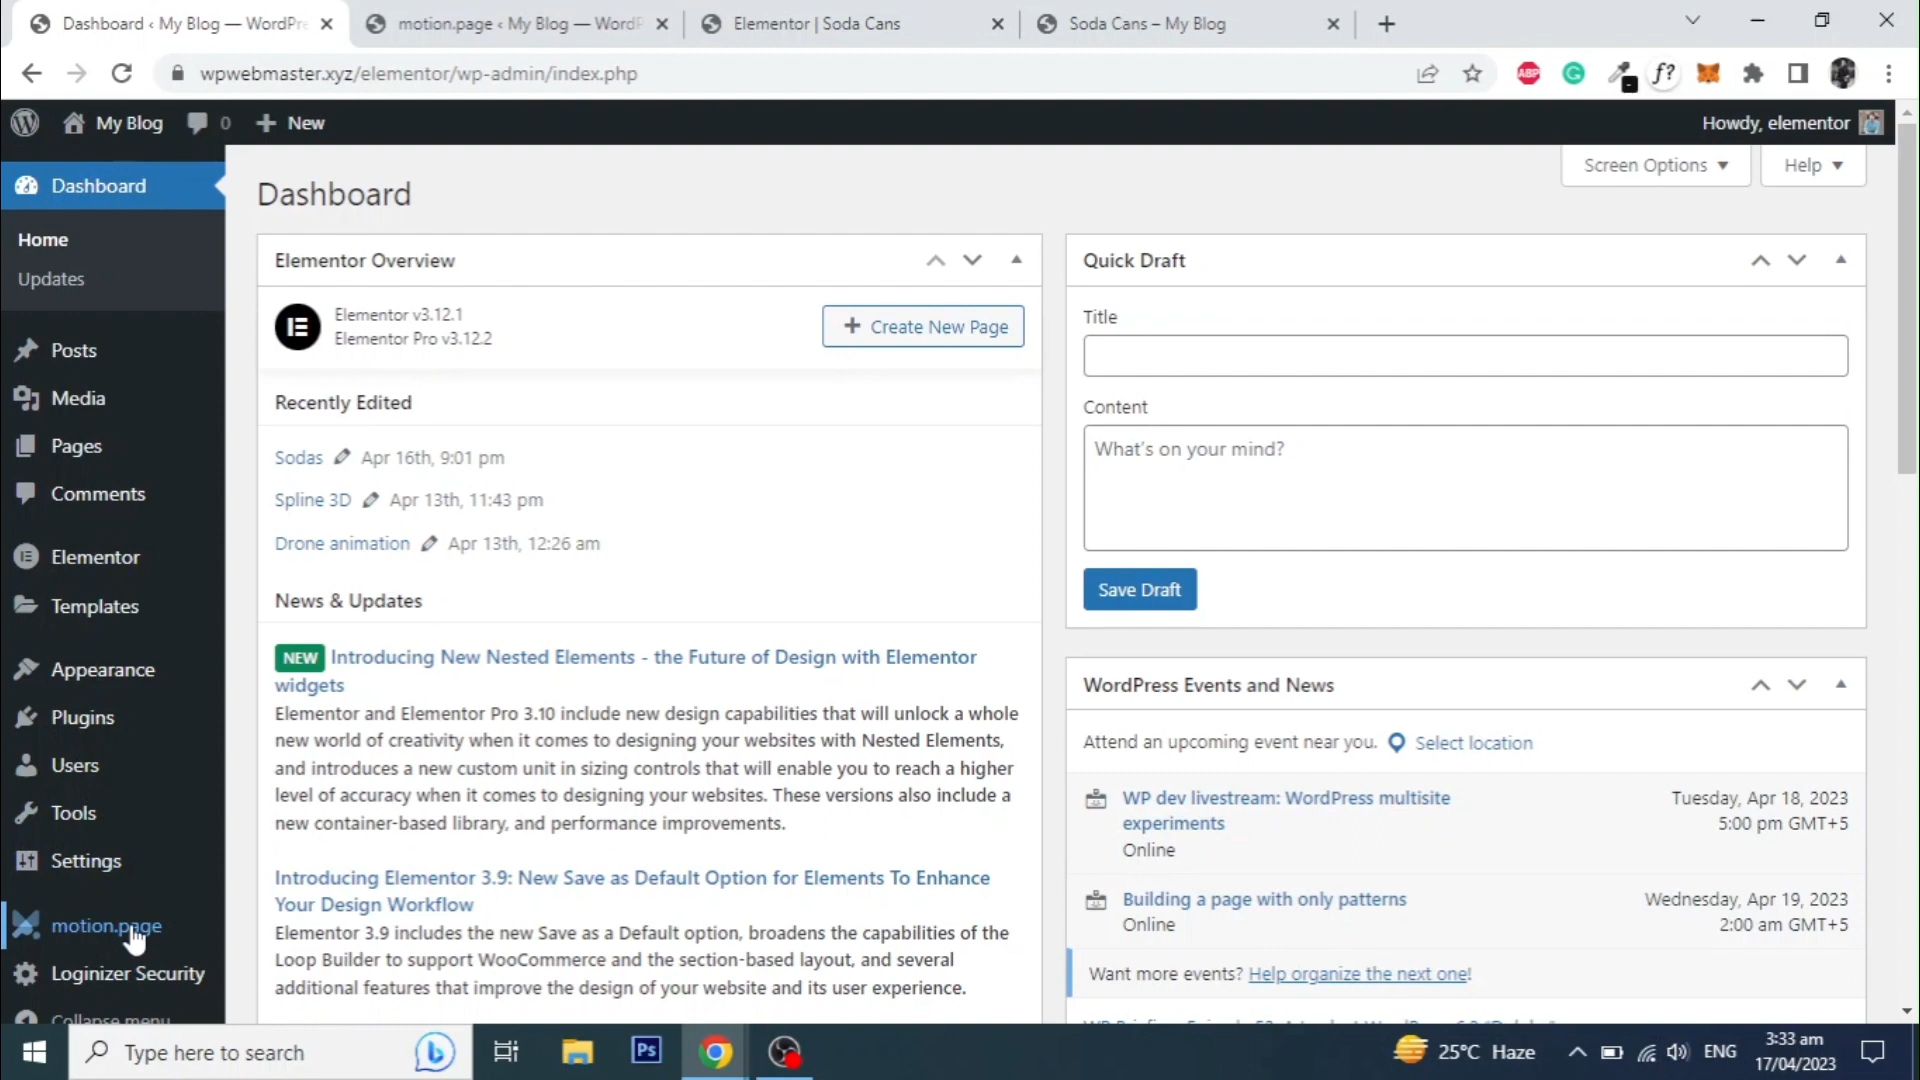 Dashboard ‹ My Blog — WordPre
motion.page ‹ My Blog — WordP
Elementor | Soda Cans
Soda Cans – My Blog
wpwebmaster.xyz/elementor/wp-admin/index.php
ABP
f?
My Blog
0
New
Howdy, elementor
Dashboard
Home
Updates
Posts
Media
Pages
Comments
Elementor
Templates
Appearance
Plugins
Users
Tools
Settings
motion.page
Loginizer Security
Collapse menu
Screen Options
Help
Dashboard
Elementor Overview
Elementor v3.12.1
Elementor Pro v3.12.2
Create New Page
Recently Edited
Sodas Apr 16th, 9:01 pm
Spline 3D Apr 13th, 11:43 pm
Drone animation Apr 13th, 12:26 am
News & Updates
NEW Introducing New Nested Elements - the Future of Design with Elementor
widgets
Elementor and Elementor Pro 3.10 include new design capabilities that will unlock a whole
new world of creativity when it comes to designing your websites with Nested Elements,
and introduces a new custom unit in sizing controls that will enable you to reach a higher
level of accuracy when it comes to designing your websites. These versions also include a
new container-based library, and performance improvements.
Introducing Elementor 3.9: New Save as Default Option for Elements To Enhance
Your Design Workflow
Elementor 3.9 includes the new Save as a Default option, broadens the capabilities of the
Loop Builder to support WooCommerce and the section-based layout, and several
additional features that improve the design of your website and its user experience.
Quick Draft
Title
Content
What's on your mind?
Save Draft
WordPress Events and News
Attend an upcoming event near you. Select location
WP dev livestream: WordPress multisite
experiments
Online
Tuesday, Apr 18, 2023
5:00 pm GMT+5
Building a page with only patterns
Online
Wednesday, Apr 19, 2023
2:00 am GMT+5
Want more events? Help organize the next one!
Type here to search
Ps
25°C Haze
ENG
3:33 am
17/04/2023